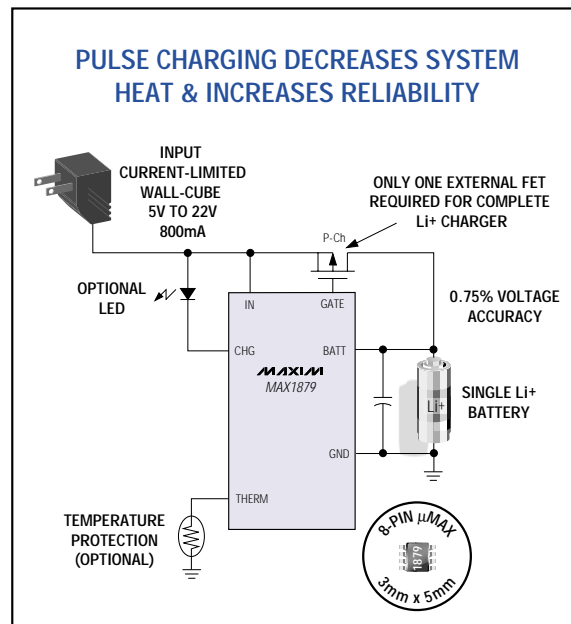 PULSE CHARGING DECREASES SYSTEM
HEAT & INCREASES RELIABILITY
INPUT
CURRENT-LIMITED
WALL-CUBE
5V TO 22V
800mA
ONLY ONE EXTERNAL FET
REQUIRED FOR COMPLETE
Li+ CHARGER
P-Ch
OPTIONAL
LED
IN
GATE
0.75% VOLTAGE
ACCURACY
CHG
BATT
MAXIM
MAX1879
Li+
SINGLE Li+
BATTERY
GND
THERM
TEMPERATURE
PROTECTION
(OPTIONAL)
8-PIN µMAX
1879
3mm x 5mm